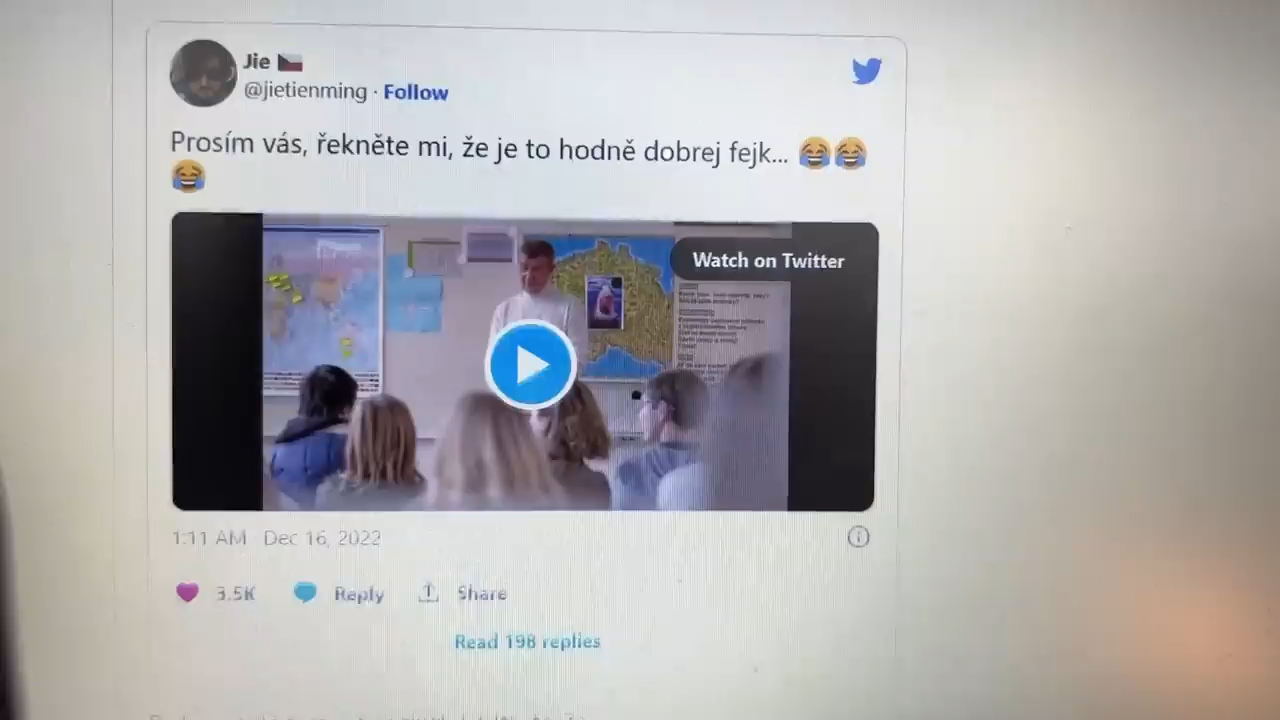 Jie
@jietienming · Follow
Prosím vás, řekněte mi, že je to hodně dobrej fejk... 😂😂
😂
Watch on Twitter
1:11 AM · Dec 16, 2022
3.5K
Reply
Share
Read 198 replies